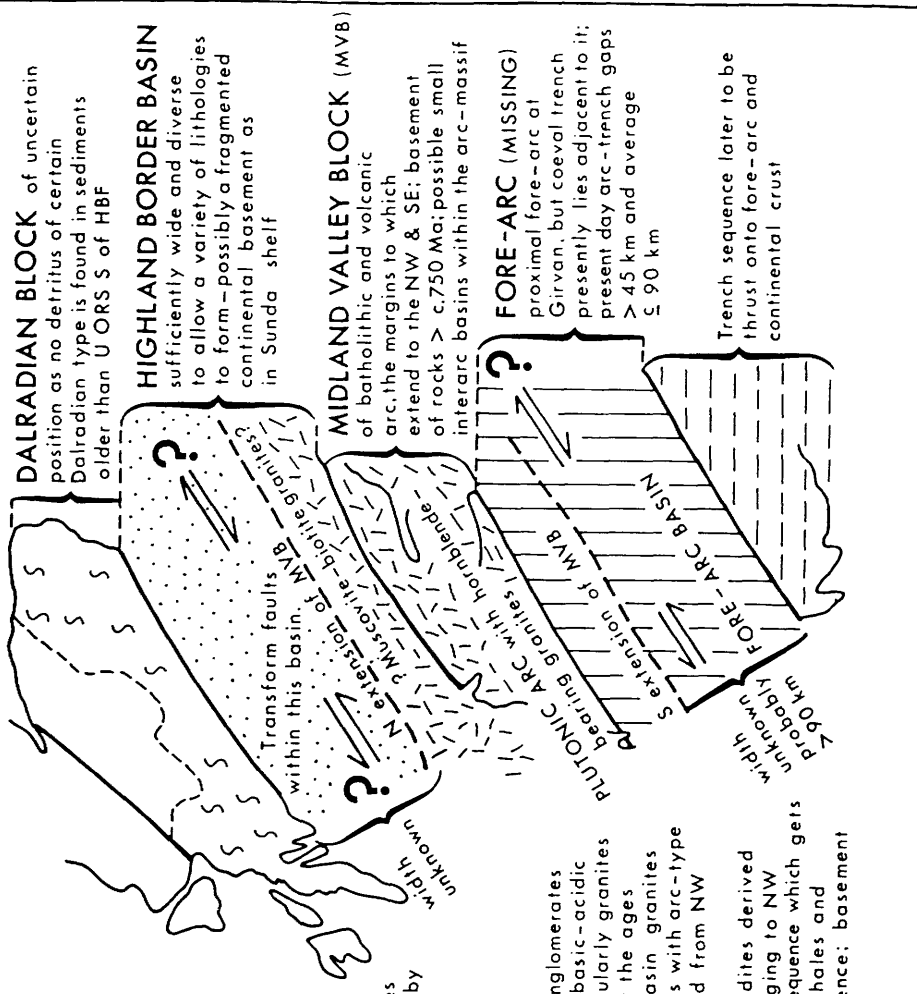 DALRADIAN BLOCK of uncertain
position as no detritus of certain
Dalradian type is found in sediments
older than U ORS S of HBF
HIGHLAND BORDER BASIN
sufficiently wide and diverse
to allow a variety of lithologies
to form–possibly a fragmented
continental basement as
in Sunda shelf
MIDLAND VALLEY BLOCK (MVB)
of batholithic and volcanic
arc.the margins to which
extend to the NW & SE; basement
of rocks > c.750 Ma; possible small
interarc basins within the arc-massif
FORE-ARC (MISSING)
proximal fore-arc at
Girvan, but coeval trench
presently lies adjacent to it;
present day arc-trench gaps
> 45 km and average
≤ 90 km
Trench sequence later to be
thrust onto fore-arc and
continental crust
?
Transform faults
within this basin.
N extension of MVB
? Muscovite-biotite granites?
?
width
unknown
PLUTONIC ARC with hornblende
bearing granites
?
S extension of MVB
FORE-ARC BASIN
width
unknown
probably
> 90 km
es
by
nglomerates
basic-acidic
ularly granites
the ages
asin granites
s with arc-type
d from NW
dites derived
ging to NW
equence which gets
hales and
ence: basement